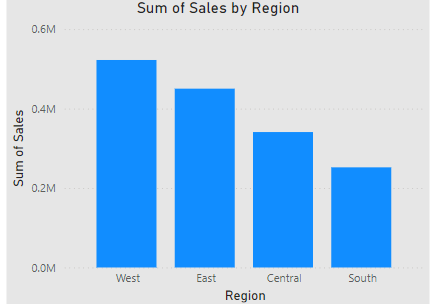 Sum of Sales by Region
0.6M
0.4M
0.2M
0.0M
Sum of Sales
West East Central South
Region